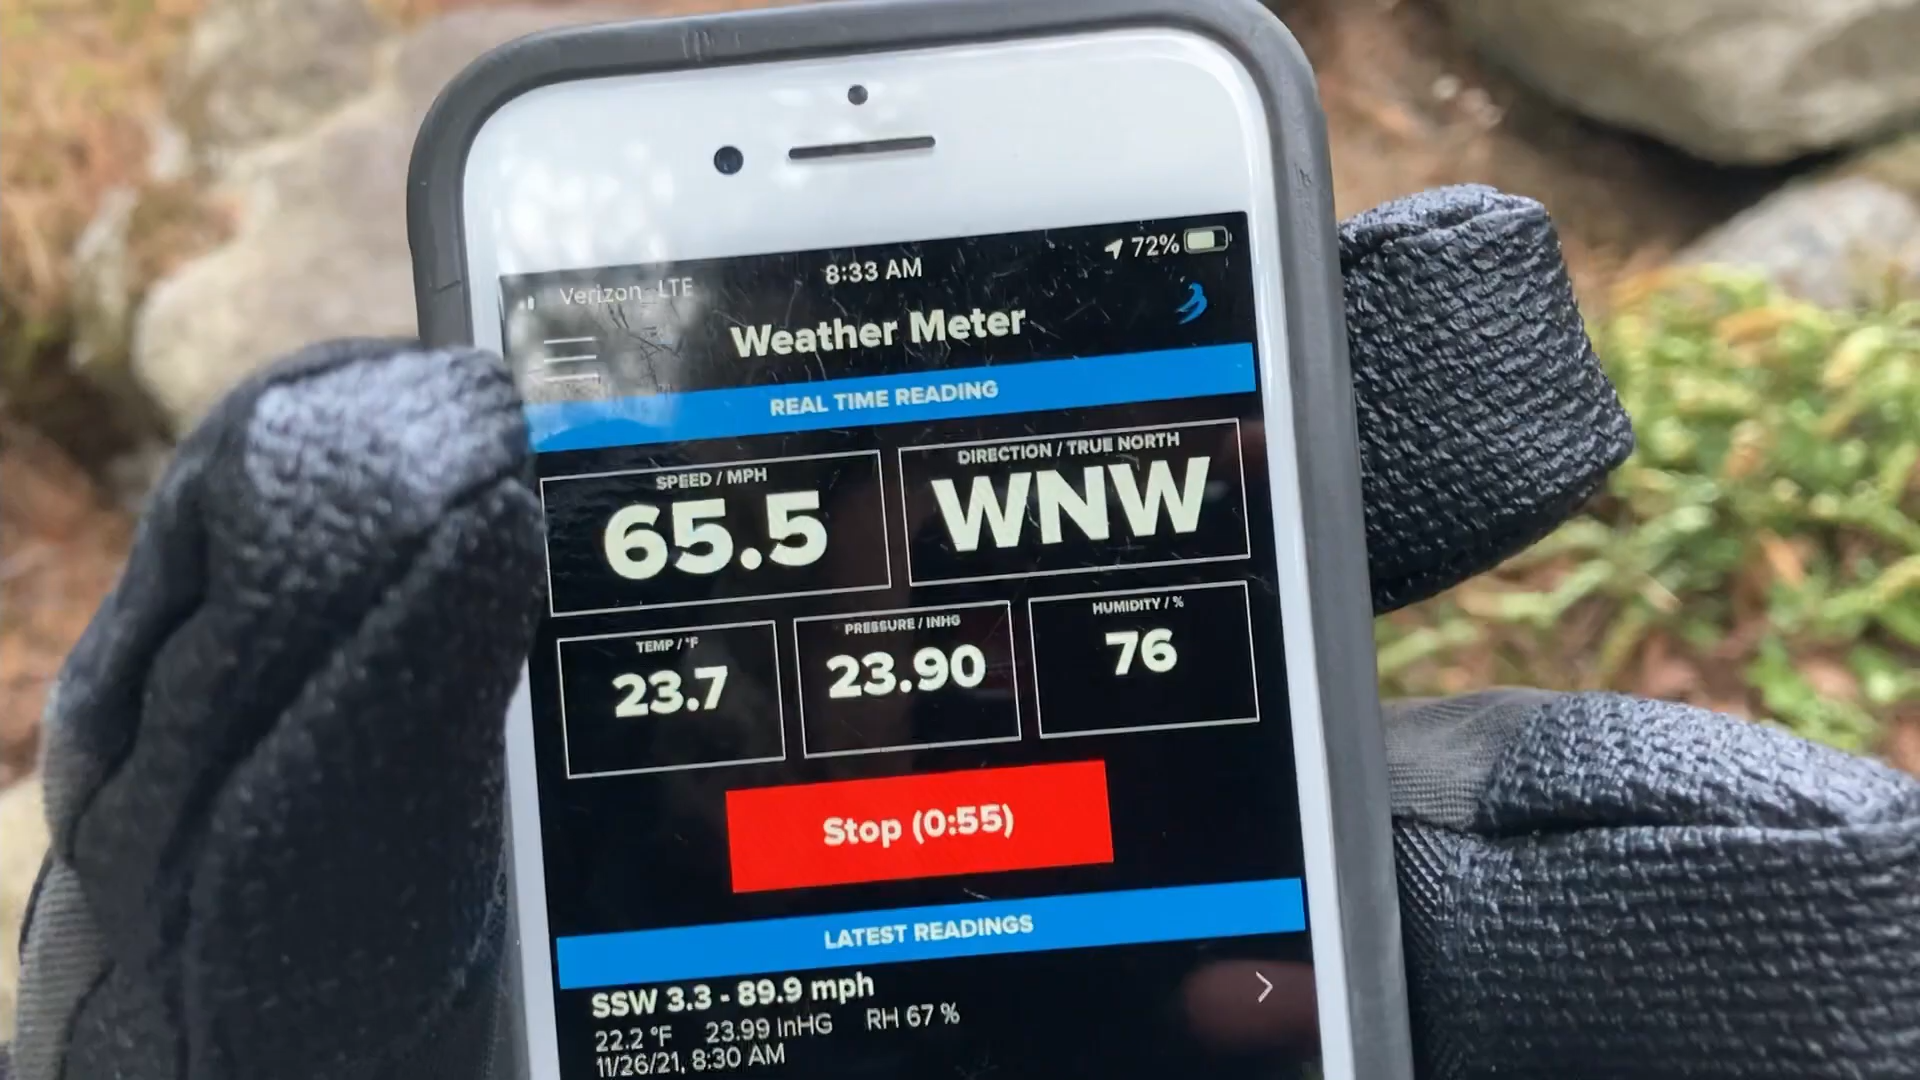 Verizon LTE
8:33 AM
72%
Weather Meter
REAL TIME READING
SPEED / MPH
65.5
DIRECTION / TRUE NORTH
WNW
TEMP / °F
23.7
PRESSURE / INHG
23.90
HUMIDITY / %
76
Stop (0:55)
LATEST READINGS
SSW 3.3 - 89.9 mph
22.2 °F 23.99 inHG RH 67 %
11/26/21, 8:30 AM